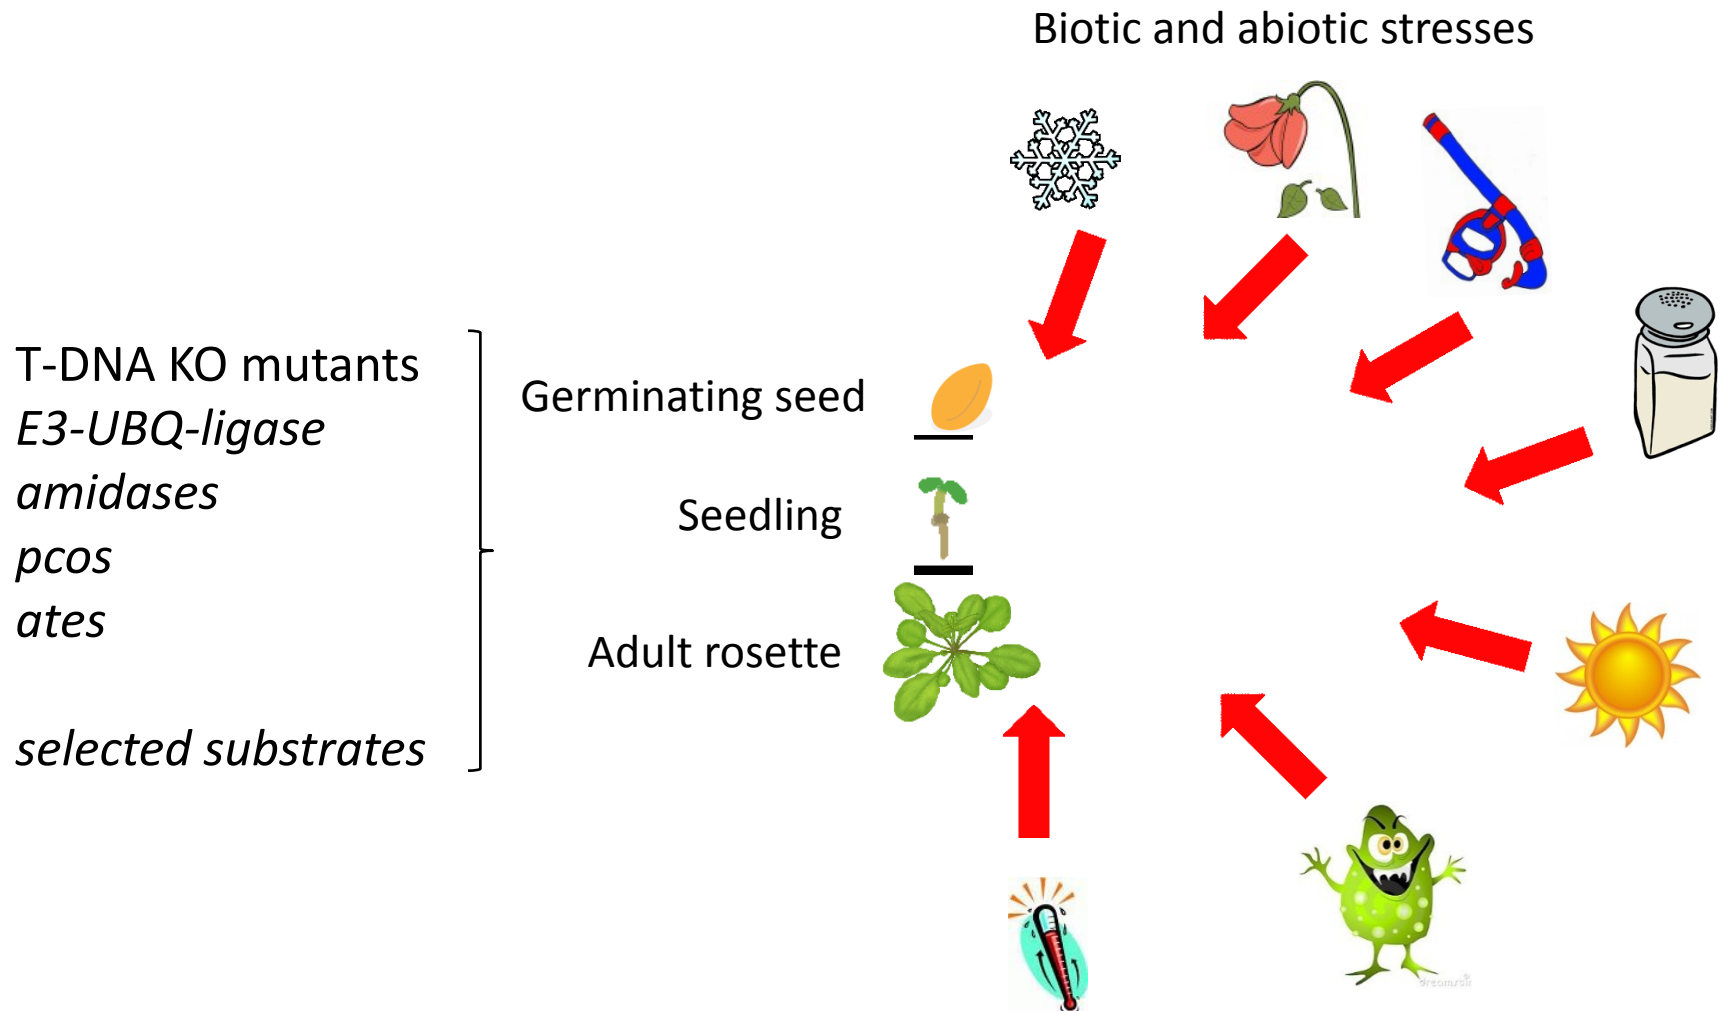 Biotic and abiotic stresses
T-DNA KO mutants
E3-UBQ-ligase
amidases
pcos
ates
selected substrates
Germinating seed
Seedling
Adult rosette